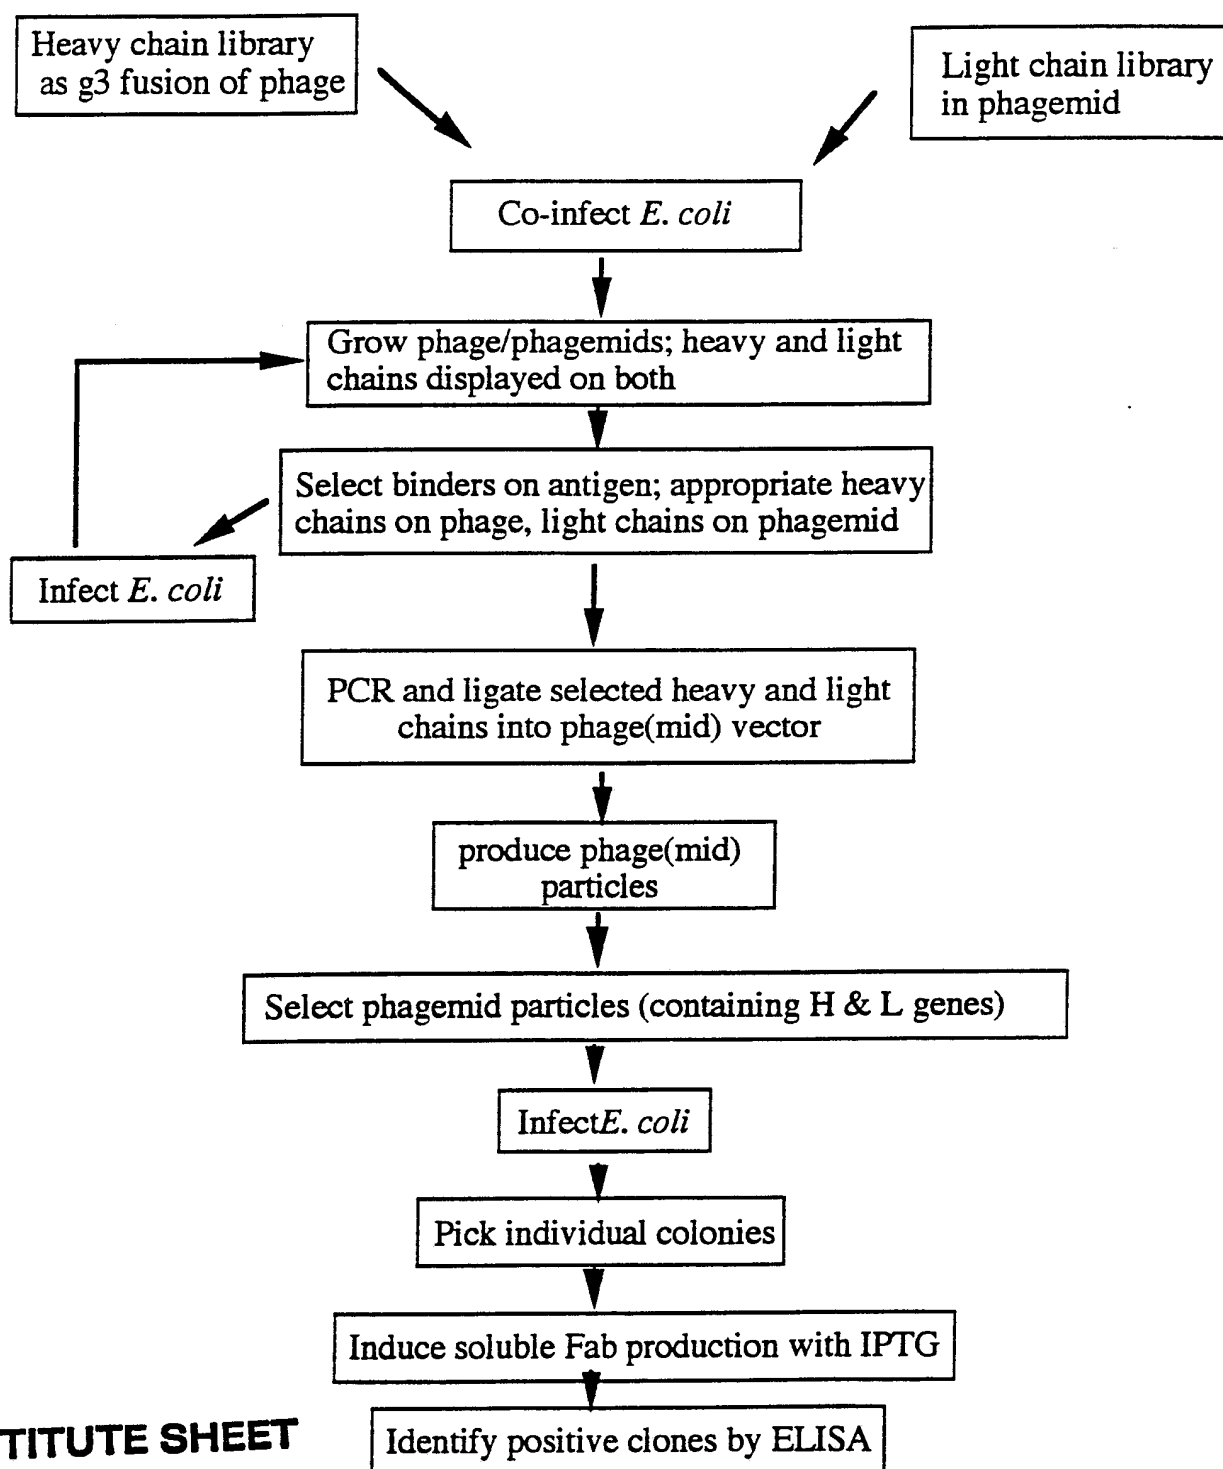 Heavy chain library
as g3 fusion of phage
Light chain library
in phagemid
Co-infect E. coli
Grow phage/phagemids; heavy and light
chains displayed on both
Select binders on antigen; appropriate heavy
chains on phage, light chains on phagemid
Infect E. coli
PCR and ligate selected heavy and light
chains into phage(mid) vector
produce phage(mid)
particles
Select phagemid particles (containing H & L genes)
InfectE. coli
Pick individual colonies
Induce soluble Fab production with IPTG
Identify positive clones by ELISA
TITUTE SHEET